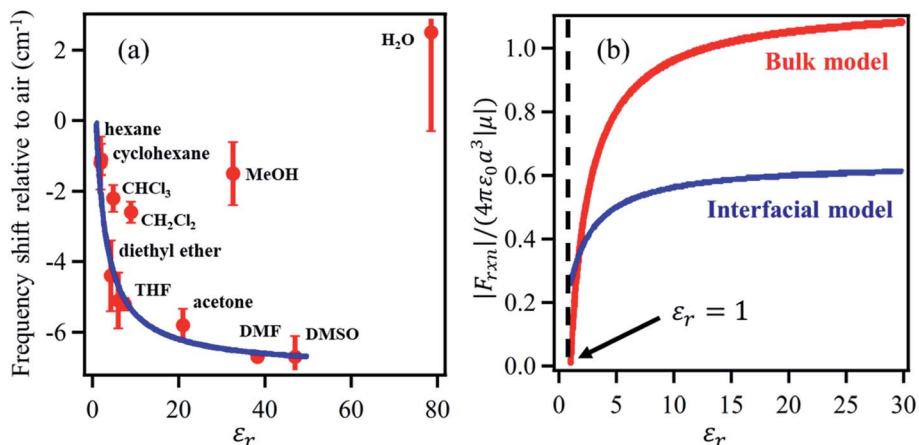 (a)
Frequency shift relative to air (cm⁻¹)
2
0
-2
-4
-6
H₂O
hexane
cyclohexane
CHCl₃
MeOH
CH₂Cl₂
diethyl ether
THF
acetone
DMF
DMSO
0 20 40 60 80
εᵣ
(b)
|F_rxn|/(4πε₀a³|μ|)
1.0
0.8
0.6
0.4
0.2
0.0
Bulk model
Interfacial model
εᵣ = 1
0 5 10 15 20 25 30
εᵣ